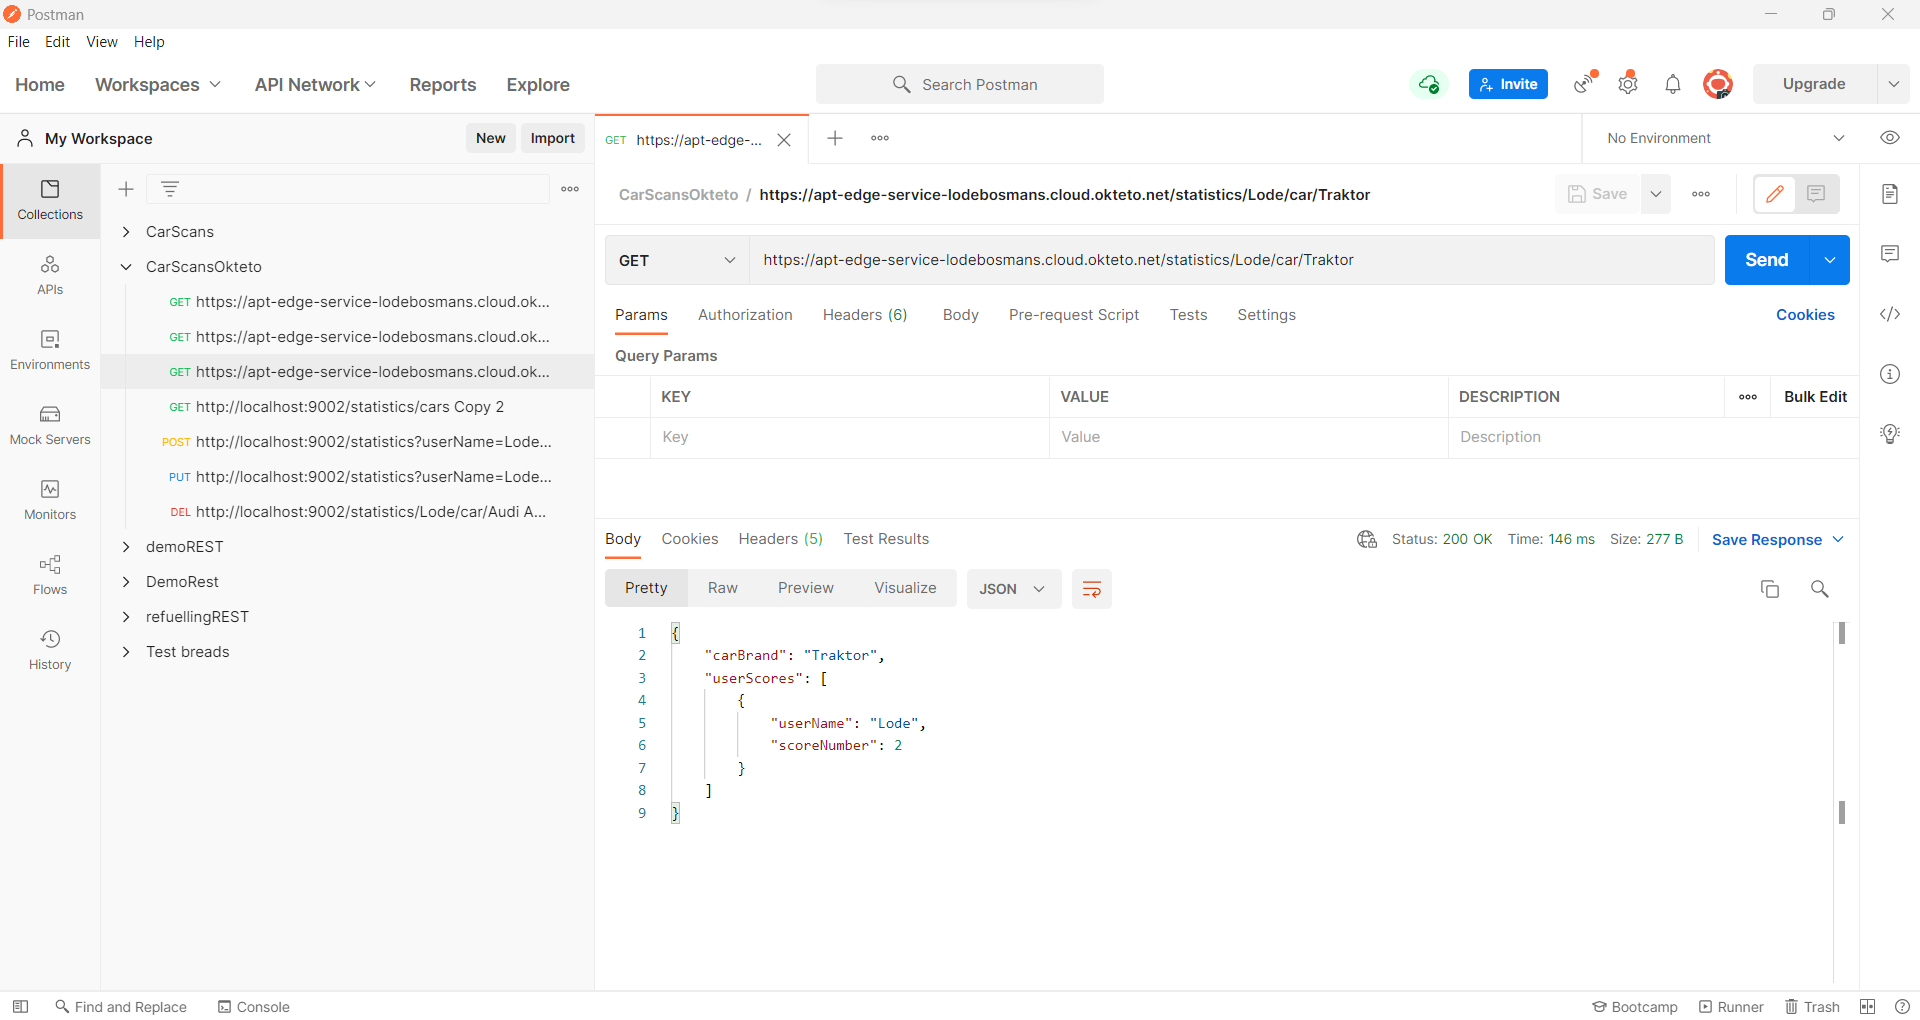 Postman
File Edit View Help
Home Workspaces API Network Reports Explore Search Postman Invite Upgrade
My Workspace New Import
GET https://apt-edge-... No Environment
Collections
APIs
Environments
Mock Servers
Monitors
Flows
History
CarScans
CarScansOkteto
GET https://apt-edge-service-lodebosmans.cloud.ok...
GET https://apt-edge-service-lodebosmans.cloud.ok...
GET https://apt-edge-service-lodebosmans.cloud.ok...
GET http://localhost:9002/statistics/cars Copy 2
POST http://localhost:9002/statistics?userName=Lode...
PUT http://localhost:9002/statistics?userName=Lode...
DEL http://localhost:9002/statistics/Lode/car/Audi A...
demoREST
DemoRest
refuellingREST
Test breads
CarScansOkteto / https://apt-edge-service-lodebosmans.cloud.okteto.net/statistics/Lode/car/Traktor Save
GET https://apt-edge-service-lodebosmans.cloud.okteto.net/statistics/Lode/car/Traktor Send
Params Authorization Headers (6) Body Pre-request Script Tests Settings Cookies
Query Params
KEY VALUE DESCRIPTION Bulk Edit
Key Value Description
Body Cookies Headers (5) Test Results Status: 200 OK Time: 146 ms Size: 277 B Save Response
Pretty Raw Preview Visualize JSON
1 {
2 "carBrand": "Traktor",
3 "userScores": [
4 {
5 "userName": "Lode",
6 "scoreNumber": 2
7 }
8 ]
9 }
Find and Replace Console Bootcamp Runner Trash